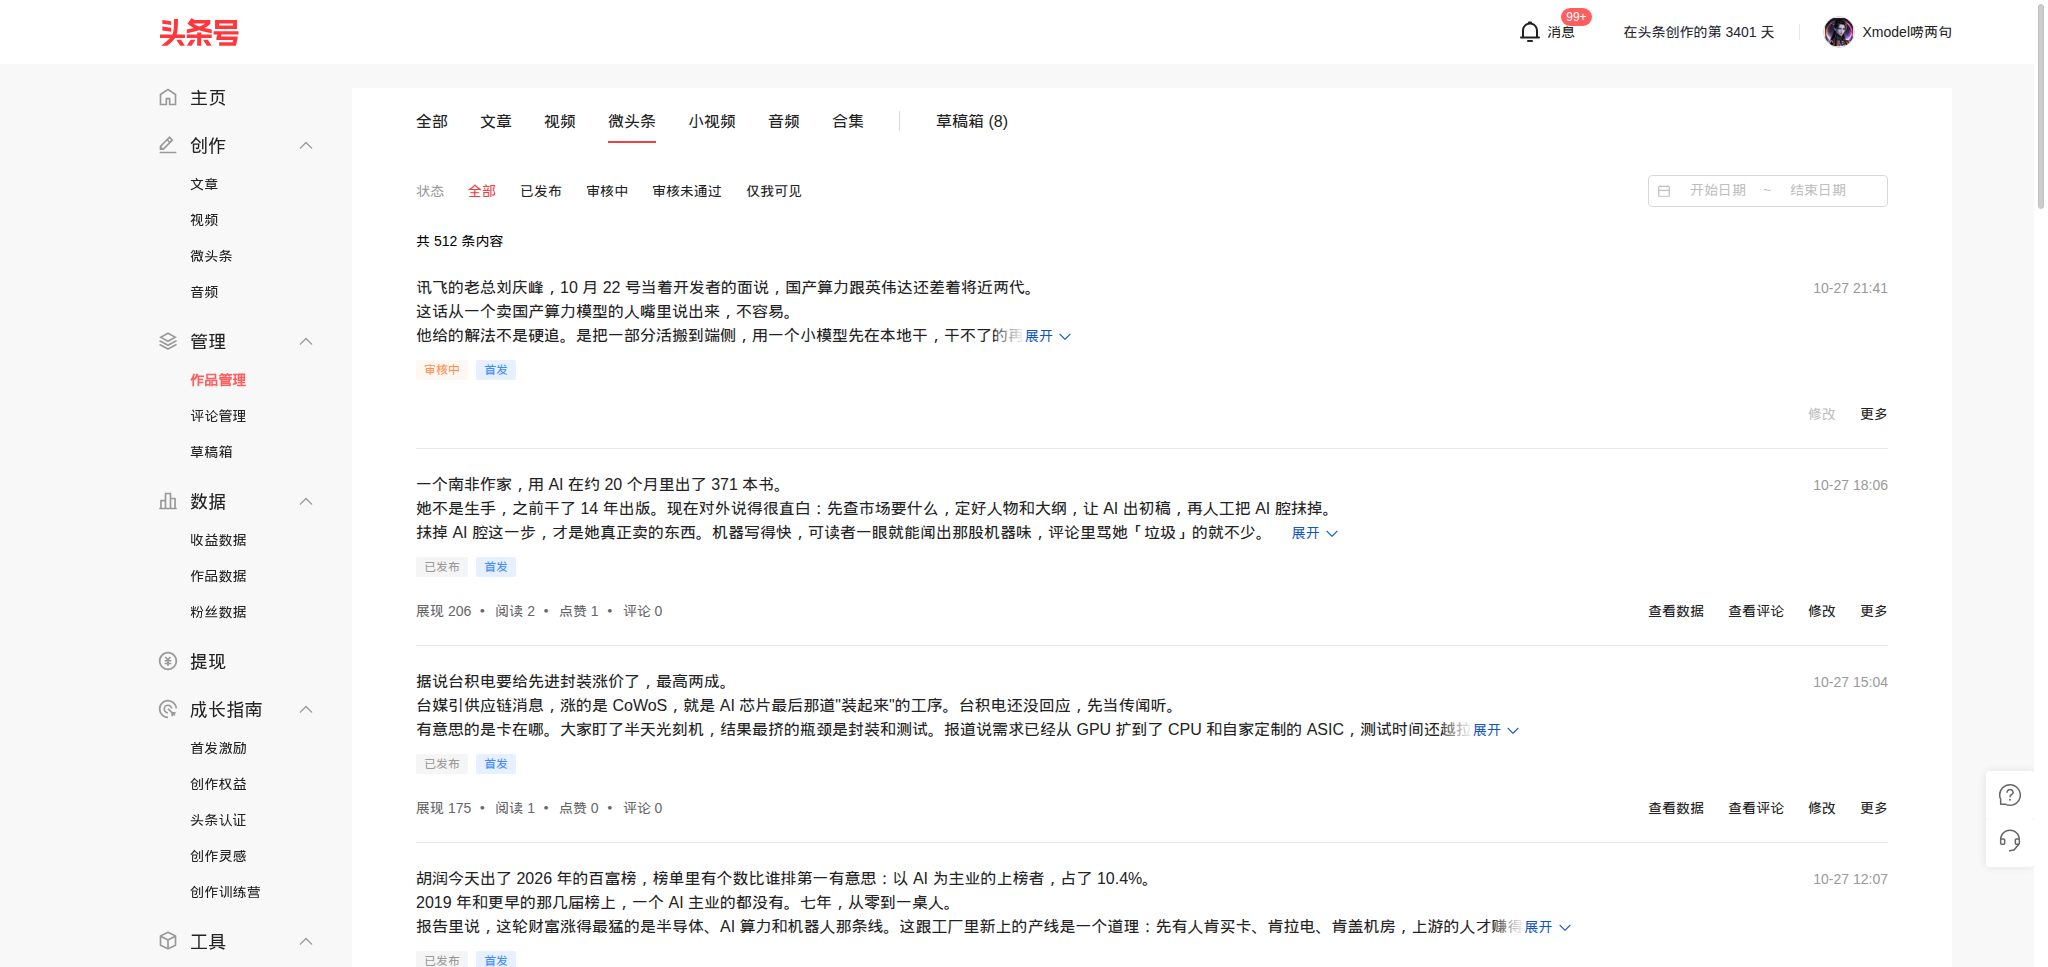 头条号
消息
99+
在头条创作的第 3401 天
Xmodel唠两句
主页
创作
文章
视频
微头条
音频
管理
作品管理
评论管理
草稿箱
数据
收益数据
作品数据
粉丝数据
提现
成长指南
首发激励
创作权益
头条认证
创作灵感
创作训练营
工具
全部 文章 视频 微头条 小视频 音频 合集 草稿箱 (8)
状态 全部 已发布 审核中 审核未通过 仅我可见
开始日期 ~ 结束日期
共 512 条内容
讯飞的老总刘庆峰，10 月 22 号当着开发者的面说，国产算力跟英伟达还差着将近两代。
10-27 21:41
这话从一个卖国产算力模型的人嘴里说出来，不容易。
他给的解法不是硬追。是把一部分活搬到端侧，用一个小模型先在本地干，干不了的再展开
审核中 首发
修改 更多
一个南非作家，用 AI 在约 20 个月里出了 371 本书。
10-27 18:06
她不是生手，之前干了 14 年出版。现在对外说得很直白：先查市场要什么，定好人物和大纲，让 AI 出初稿，再人工把 AI 腔抹掉。
抹掉 AI 腔这一步，才是她真正卖的东西。机器写得快，可读者一眼就能闻出那股机器味，评论里骂她「垃圾」的就不少。 展开
已发布 首发
展现 206 • 阅读 2 • 点赞 1 • 评论 0
查看数据 查看评论 修改 更多
据说台积电要给先进封装涨价了，最高两成。
10-27 15:04
台媒引供应链消息，涨的是 CoWoS，就是 AI 芯片最后那道"装起来"的工序。台积电还没回应，先当传闻听。
有意思的是卡在哪。大家盯了半天光刻机，结果最挤的瓶颈是封装和测试。报道说需求已经从 GPU 扩到了 CPU 和自家定制的 ASIC，测试时间还越拉展开
已发布 首发
展现 175 • 阅读 1 • 点赞 0 • 评论 0
查看数据 查看评论 修改 更多
胡润今天出了 2026 年的百富榜，榜单里有个数比谁排第一有意思：以 AI 为主业的上榜者，占了 10.4%。
10-27 12:07
2019 年和更早的那几届榜上，一个 AI 主业的都没有。七年，从零到一桌人。
报告里说，这轮财富涨得最猛的是半导体、AI 算力和机器人那条线。这跟工厂里新上的产线是一个道理：先有人肯买卡、肯拉电、肯盖机房，上游的人才赚得展开
已发布 首发